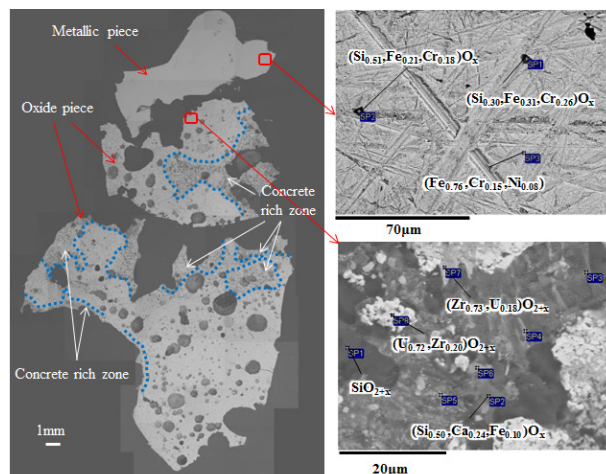 Metallic piece
Oxide piece
Concrete
rich zone
Concrete rich zone
1mm
(Si0.51,Fe0.21,Cr0.18)Ox
SP1
(Si0.30,Fe0.31,Cr0.26)Ox
SP3
(Fe0.76,Cr0.15,Ni0.08)
70μm
SP7
SP3
(Zr0.73,U0.18)O2+x
SP4
(U0.72,Zr0.20)O2+x
SP1
SP6
SiO2+x
SP5
SP2
(Si0.50,Ca0.24,Fe0.10)Ox
20μm